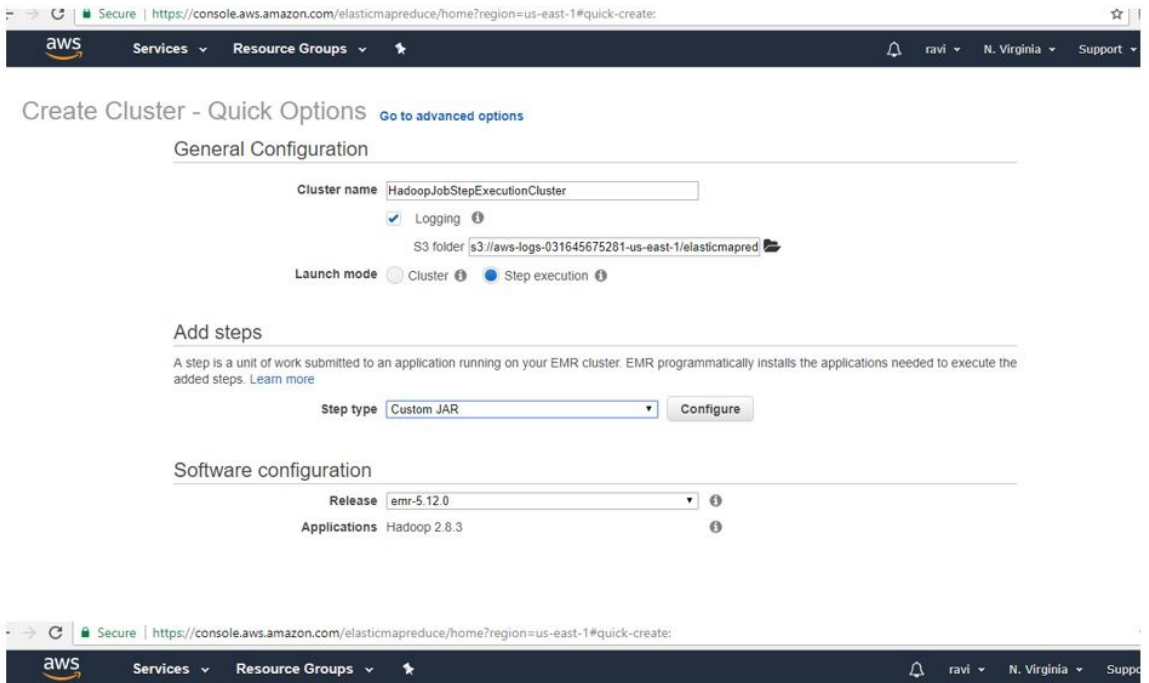 Secure | https://console.aws.amazon.com/elasticmapreduce/home?region=us-east-1#quick-create:
aws Services Resource Groups ravi N. Virginia Support
Create Cluster - Quick Options Go to advanced options
General Configuration
Cluster name HadoopJobStepExecutionCluster
Logging
S3 folder s3://aws-logs-031645675281-us-east-1/elasticmapred
Launch mode Cluster Step execution
Add steps
A step is a unit of work submitted to an application running on your EMR cluster. EMR programmatically installs the applications needed to execute the
added steps. Learn more
Step type Custom JAR Configure
Software configuration
Release emr-5.12.0
Applications Hadoop 2.8.3
Secure | https://console.aws.amazon.com/elasticmapreduce/home?region=us-east-1#quick-create:
aws Services Resource Groups ravi N. Virginia Suppo